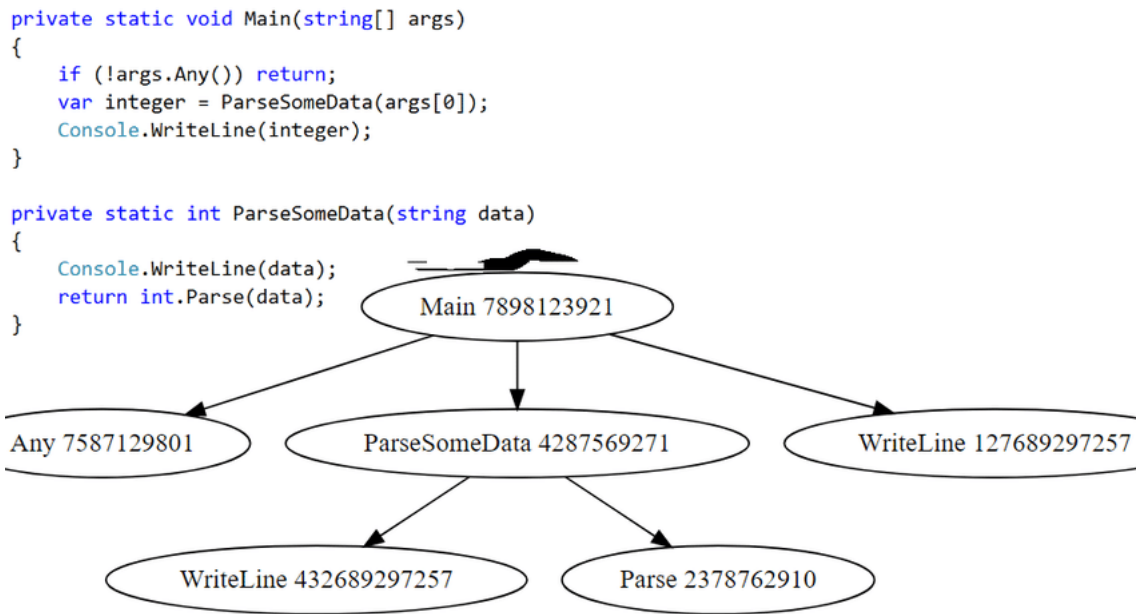 private static void Main(string[] args)
{
    if (!args.Any()) return;
    var integer = ParseSomeData(args[0]);
    Console.WriteLine(integer);
}
private static int ParseSomeData(string data)
{
    Console.WriteLine(data);
    return int.Parse(data);
}
Main 7898123921
Any 7587129801
ParseSomeData 4287569271
WriteLine 127689297257
WriteLine 432689297257
Parse 2378762910